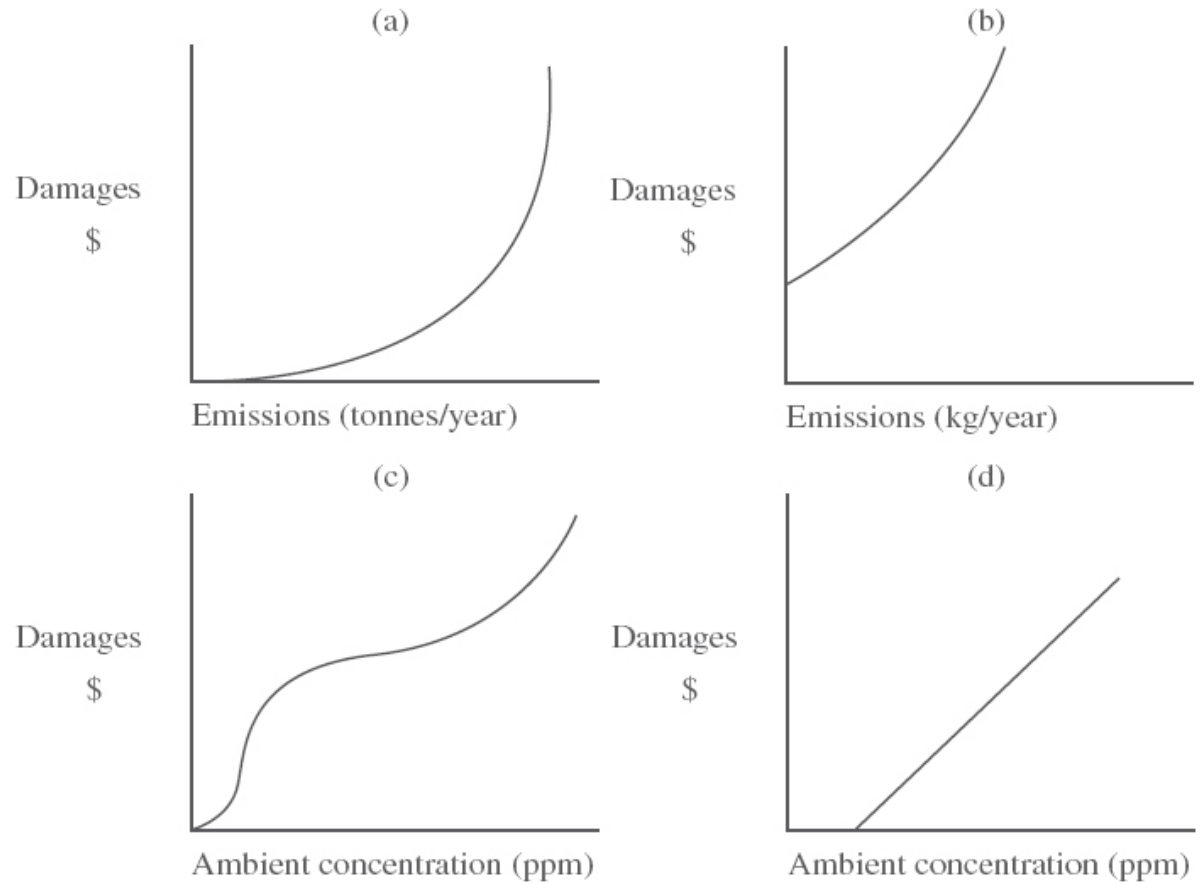 (a)
Damages
$
Emissions (tonnes/year)
(b)
Damages
$
Emissions (kg/year)
(c)
Damages
$
Ambient concentration (ppm)
(d)
Damages
$
Ambient concentration (ppm)